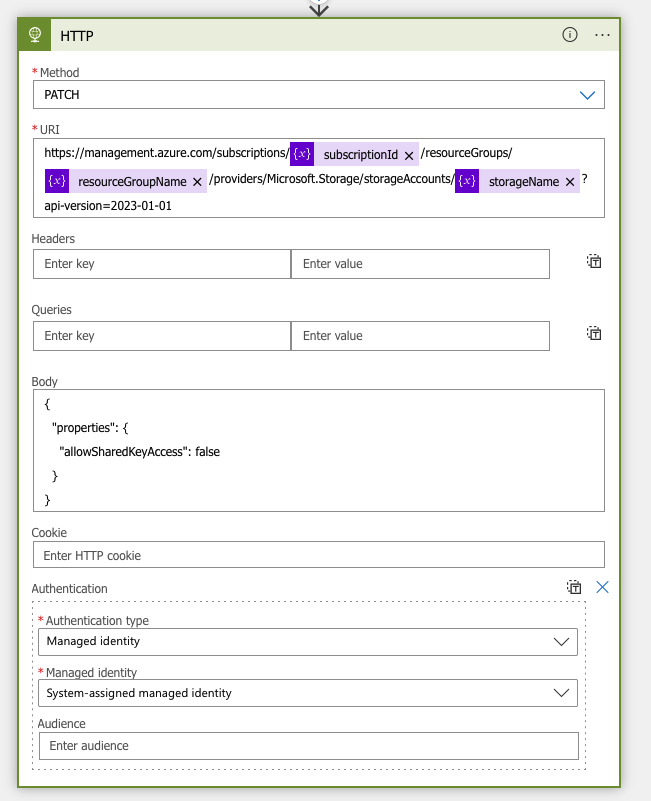 HTTP
* Method
PATCH
* URI
https://management.azure.com/subscriptions/ {x} subscriptionId × /resourceGroups/
{x} resourceGroupName × /providers/Microsoft.Storage/storageAccounts/ {x} storageName × ?
api-version=2023-01-01
Headers
Enter key Enter value
Queries
Enter key Enter value
Body
{
"properties": {
"allowSharedKeyAccess": false
}
}
Cookie
Enter HTTP cookie
Authentication
* Authentication type
Managed identity
* Managed identity
System-assigned managed identity
Audience
Enter audience